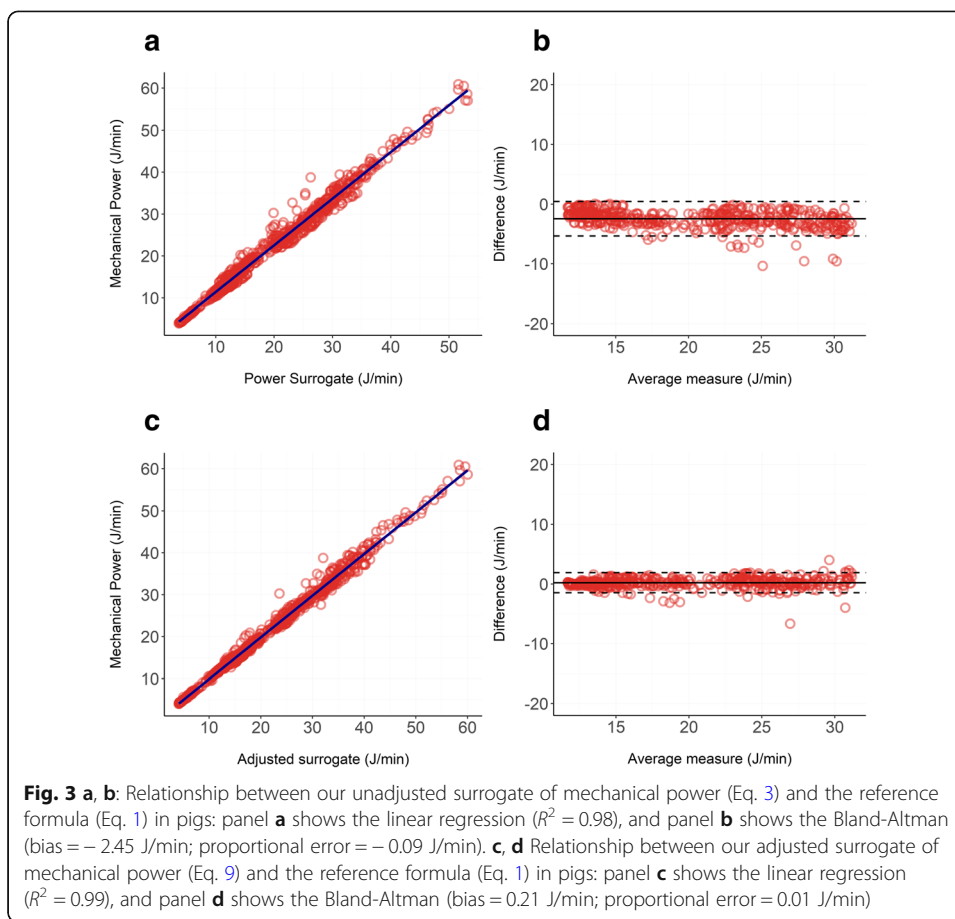 a
b
60
50
40
30
20
10
Mechanical Power (J/min)
10 20 30 40 50
Power Surrogate (J/min)
20
10
0
-10
-20
Difference (J/min)
15 20 25 30
Average measure (J/min)
c
d
60
50
40
30
20
10
Mechanical Power (J/min)
10 20 30 40 50 60
Adjusted surrogate (J/min)
20
10
0
-10
-20
Difference (J/min)
15 20 25 30
Average measure (J/min)
Fig. 3 a, b: Relationship between our unadjusted surrogate of mechanical power (Eq. 3) and the reference
formula (Eq. 1) in pigs: panel a shows the linear regression (R² = 0.98), and panel b shows the Bland-Altman
(bias = − 2.45 J/min; proportional error = − 0.09 J/min). c, d Relationship between our adjusted surrogate of
mechanical power (Eq. 9) and the reference formula (Eq. 1) in pigs: panel c shows the linear regression
(R² = 0.99), and panel d shows the Bland-Altman (bias = 0.21 J/min; proportional error = 0.01 J/min)